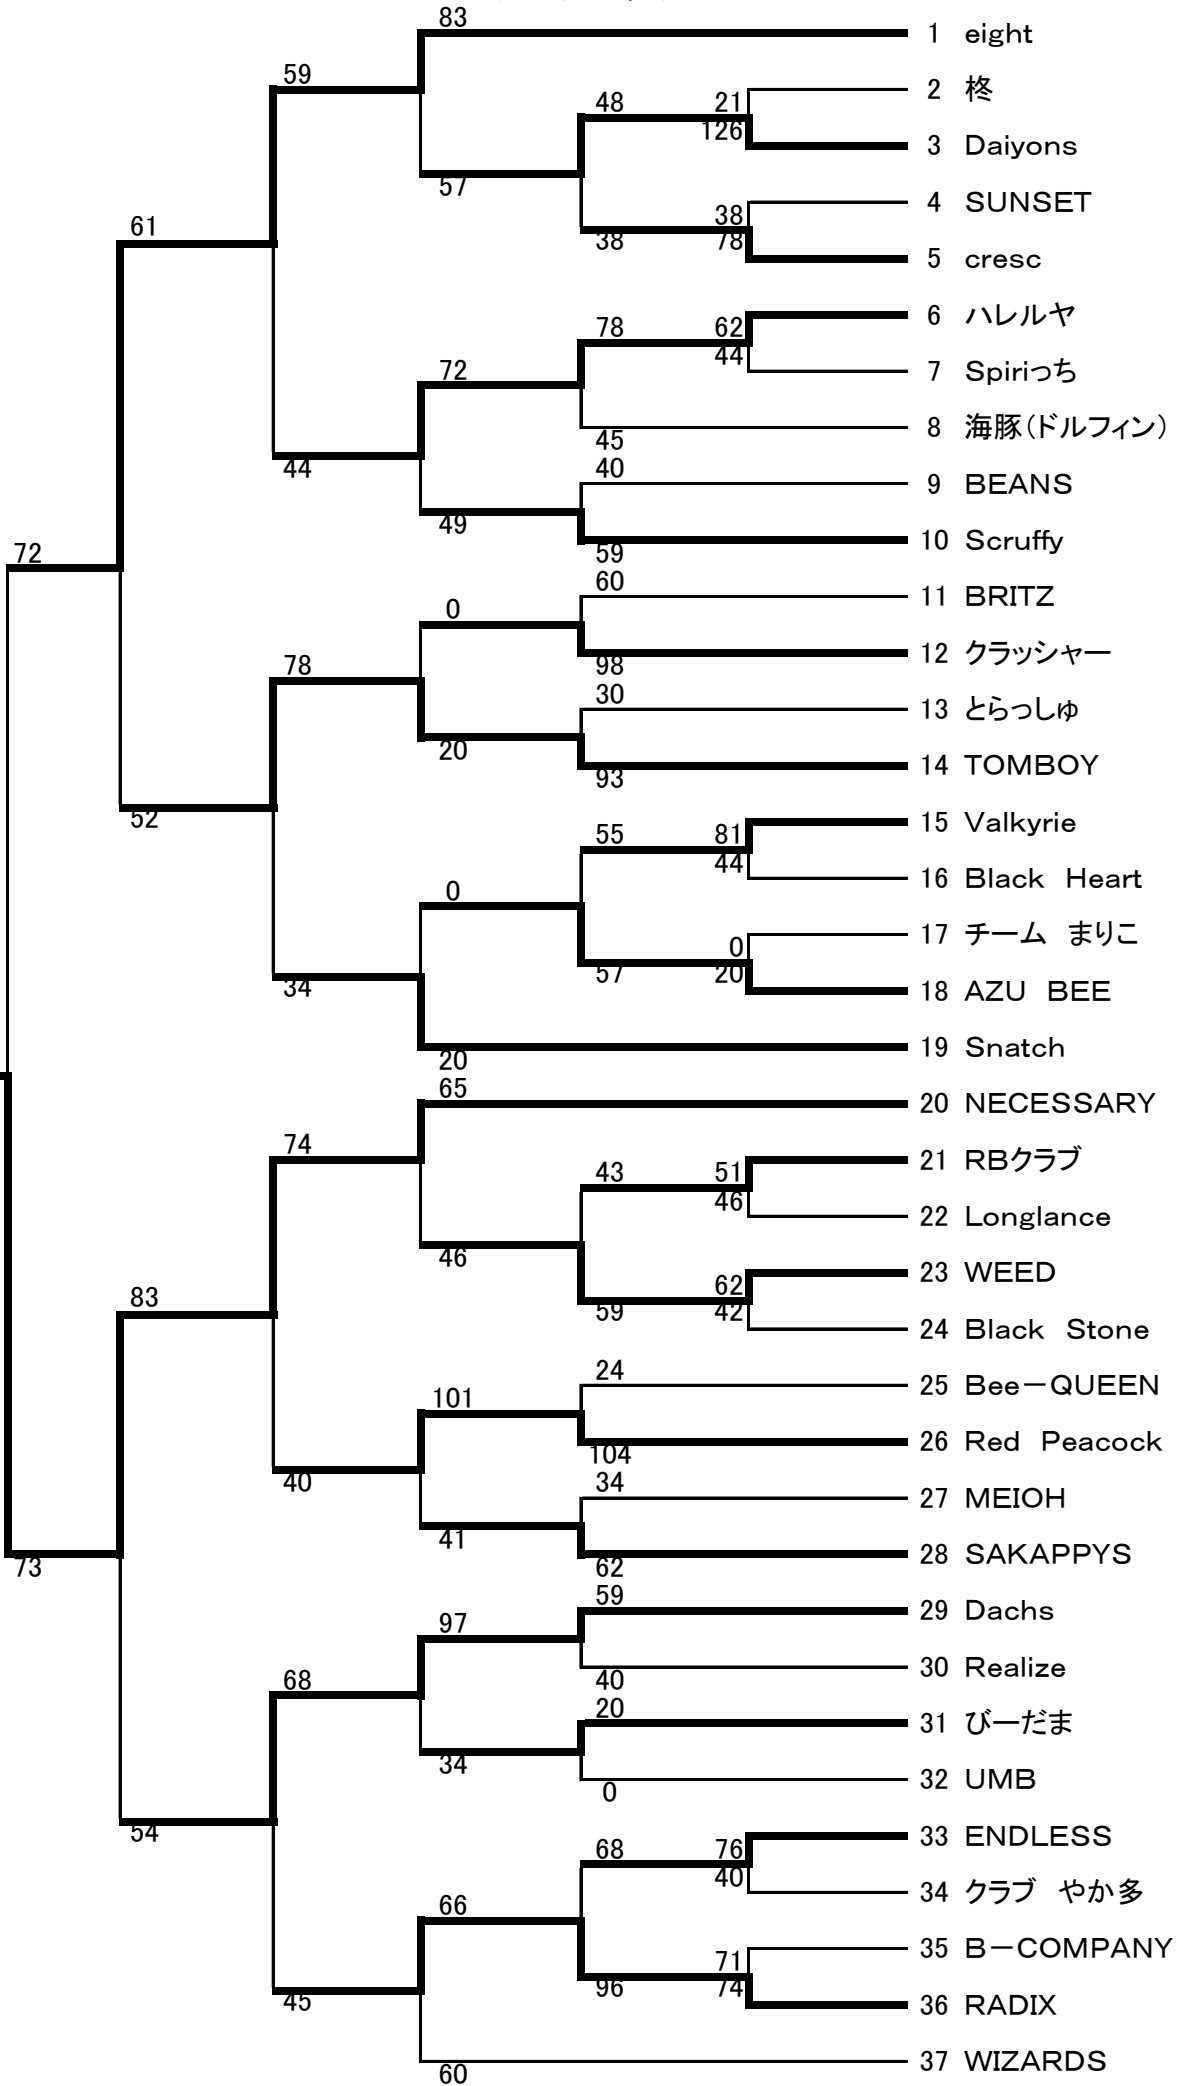 83
1 eight
59
2 柊
48
21
126
3 Daiyons
57
4 SUNSET
38
38
78
5 cresc
61
6 ハレルヤ
78
62
44
7 Spiriっち
72
8 海豚(ドルフィン)
45
44
40
9 BEANS
49
10 Scruffy
59
72
60
11 BRITZ
0
12 クラッシャー
98
78
30
13 とらっしゅ
20
14 TOMBOY
93
52
15 Valkyrie
55
81
44
16 Black Heart
0
17 チーム まりこ
0
57
20
18 AZU BEE
34
19 Snatch
20
65
20 NECESSARY
74
21 RBクラブ
43
51
46
22 Longlance
46
23 WEED
62
59
42
24 Black Stone
83
24
25 Bee－QUEEN
101
26 Red Peacock
104
40
34
27 MEIOH
41
28 SAKAPPYS
62
73
59
29 Dachs
97
30 Realize
40
68
20
31 びーだま
34
32 UMB
0
54
33 ENDLESS
68
76
40
34 クラブ やか多
66
35 B－COMPANY
71
96
74
36 RADIX
45
37 WIZARDS
60